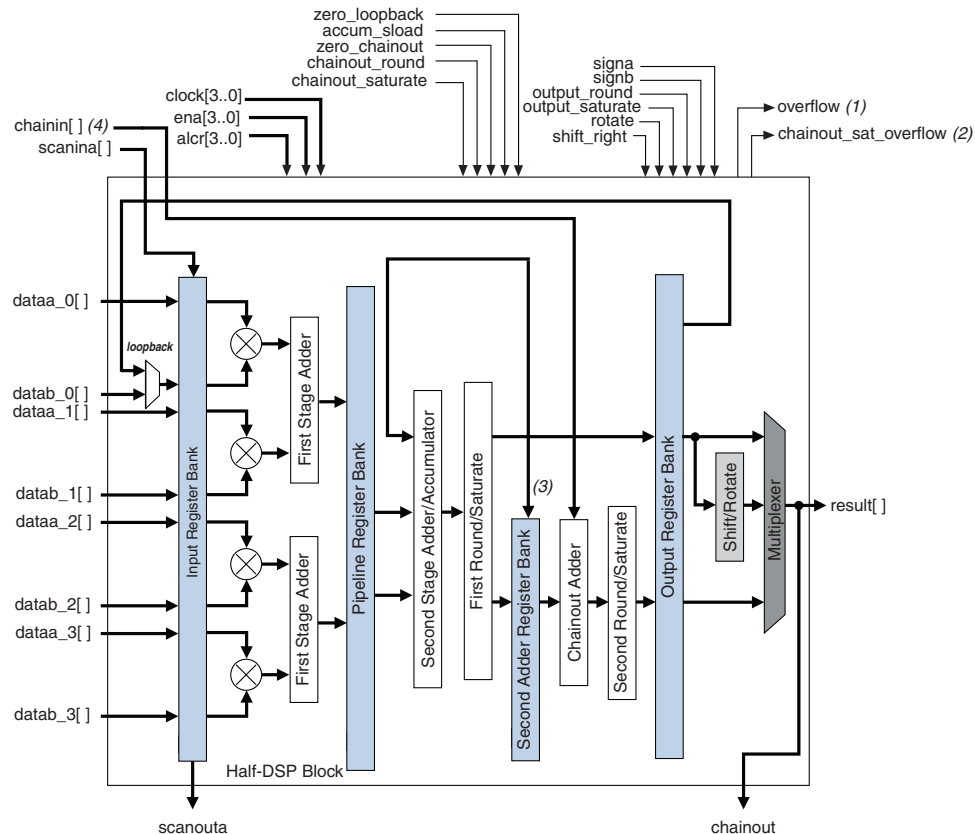 zero_loopback
accum_sload
zero_chainout
chainout_round
chainout_saturate
signa
signb
output_round
output_saturate
rotate
shift_right
clock[3..0]
ena[3..0]
alcr[3..0]
overflow (1)
chainout_sat_overflow (2)
chainin[ ] (4)
scanina[ ]
dataa_0[ ]
loopback
datab_0[ ]
dataa_1[ ]
datab_1[ ]
dataa_2[ ]
datab_2[ ]
dataa_3[ ]
datab_3[ ]
Input Register Bank
First Stage Adder
First Stage Adder
Pipeline Register Bank
Second Stage Adder/Accumulator
First Round/Saturate
(3)
Second Adder Register Bank
Chainout Adder
Second Round/Saturate
Output Register Bank
Shift/Rotate
Multiplexer
result[ ]
Half-DSP Block
scanouta
chainout